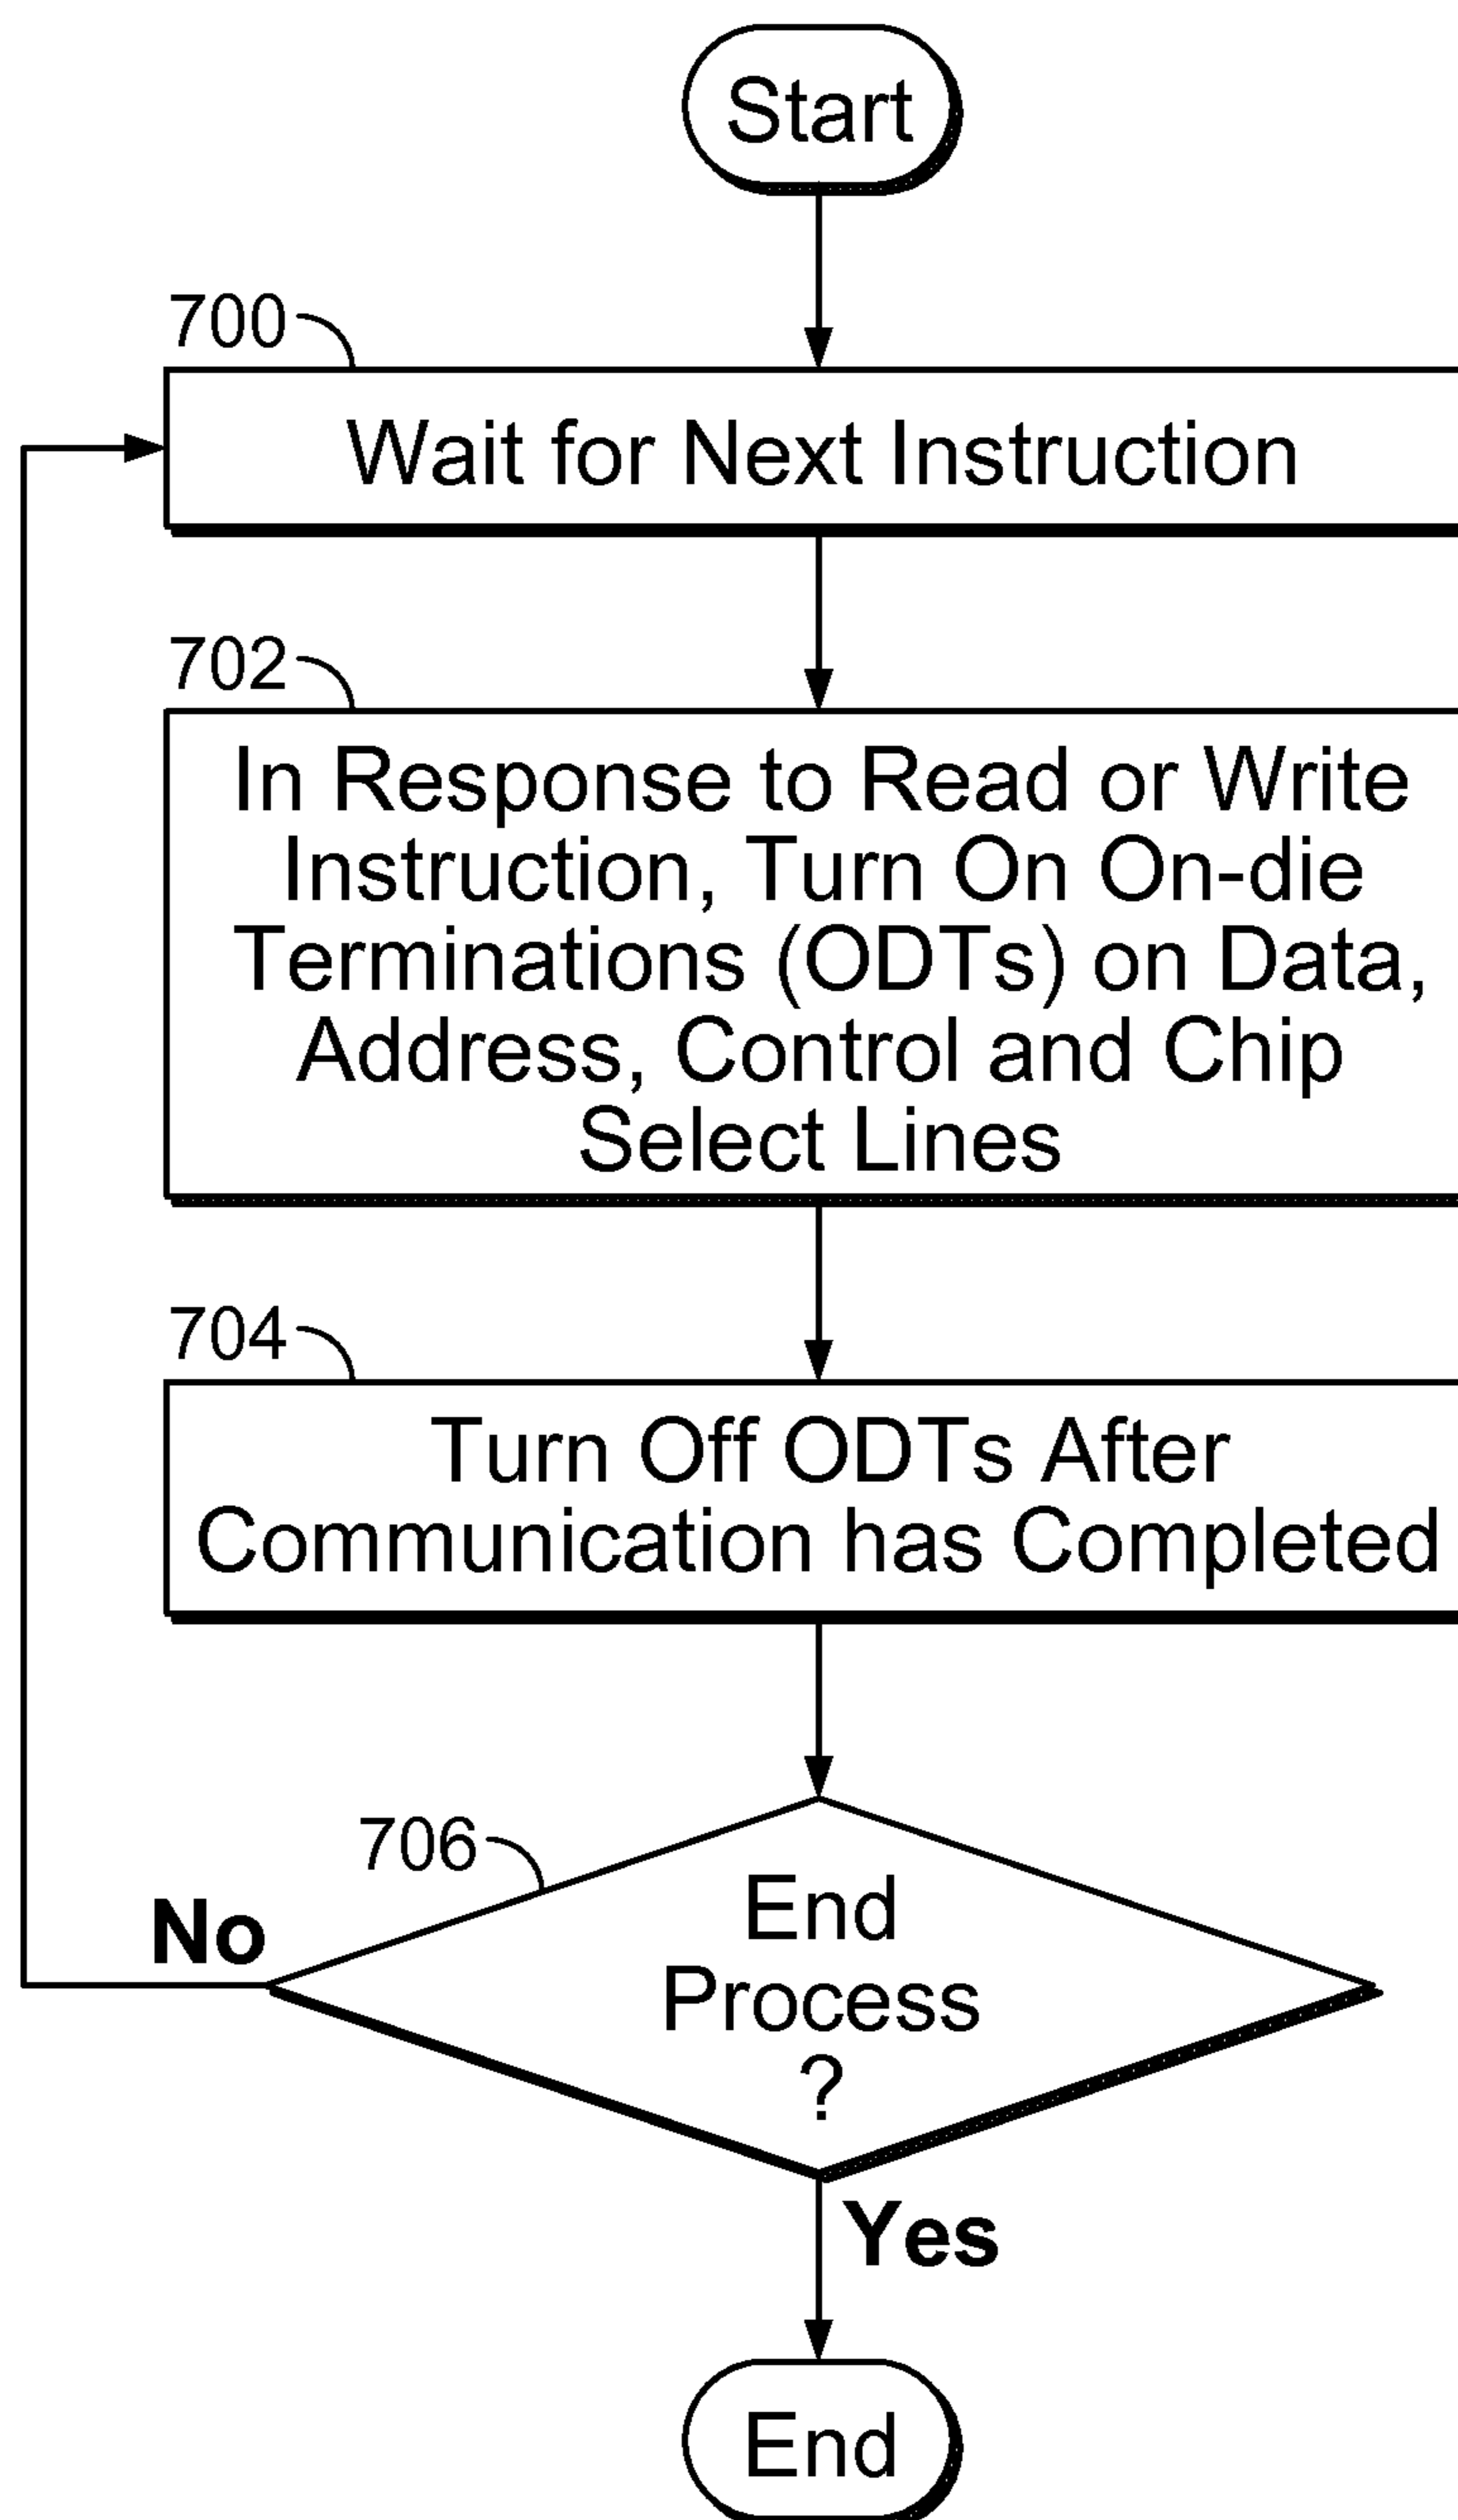 Start
700
Wait for Next Instruction
702
In Response to Read or Write
Instruction, Turn On On-die
Terminations (ODTs) on Data,
Address, Control and Chip
Select Lines
704
Turn Off ODTs After
Communication has Completed
706
End
Process
?
No
Yes
End